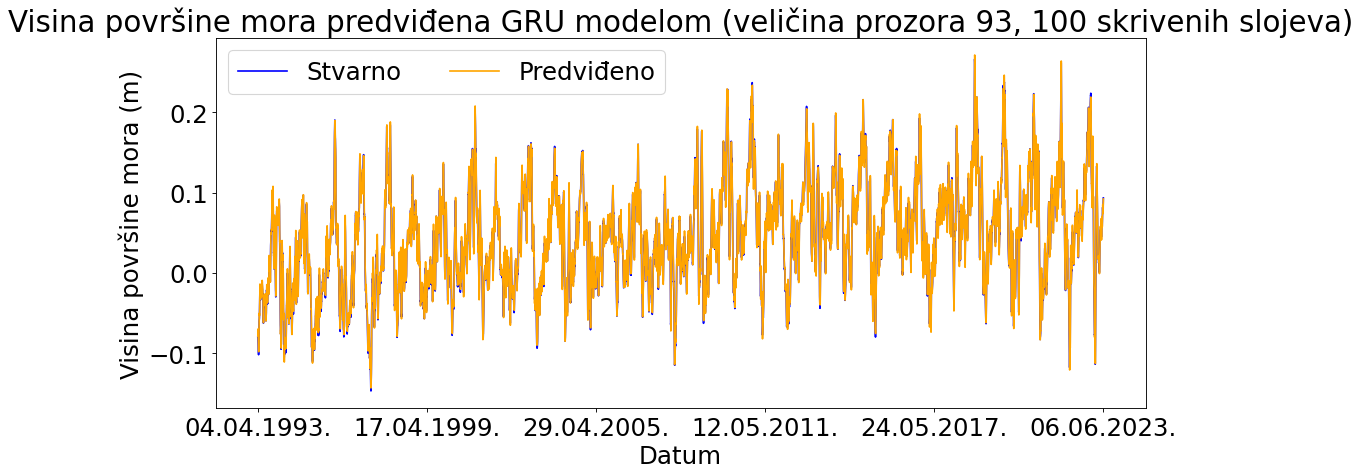 Visina površine mora predviđena GRU modelom (veličina prozora 93, 100 skrivenih slojeva)
Stvarno Predviđeno
Visina površine mora (m)
0.2
0.1
0.0
−0.1
04.04.1993. 17.04.1999. 29.04.2005. 12.05.2011. 24.05.2017. 06.06.2023.
Datum